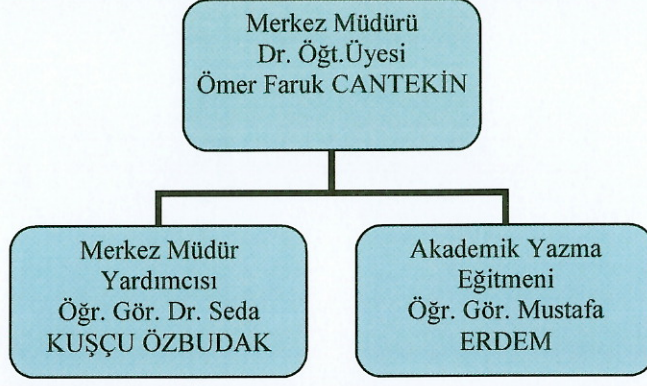 Merkez Müdürü
Dr. Öğt.Üyesi
Ömer Faruk CANTEKİN
Merkez Müdür
Yardımcısı
Öğr. Gör. Dr. Seda
KUŞÇU ÖZBUDAK
Akademik Yazma
Eğitmeni
Öğr. Gör. Mustafa
ERDEM